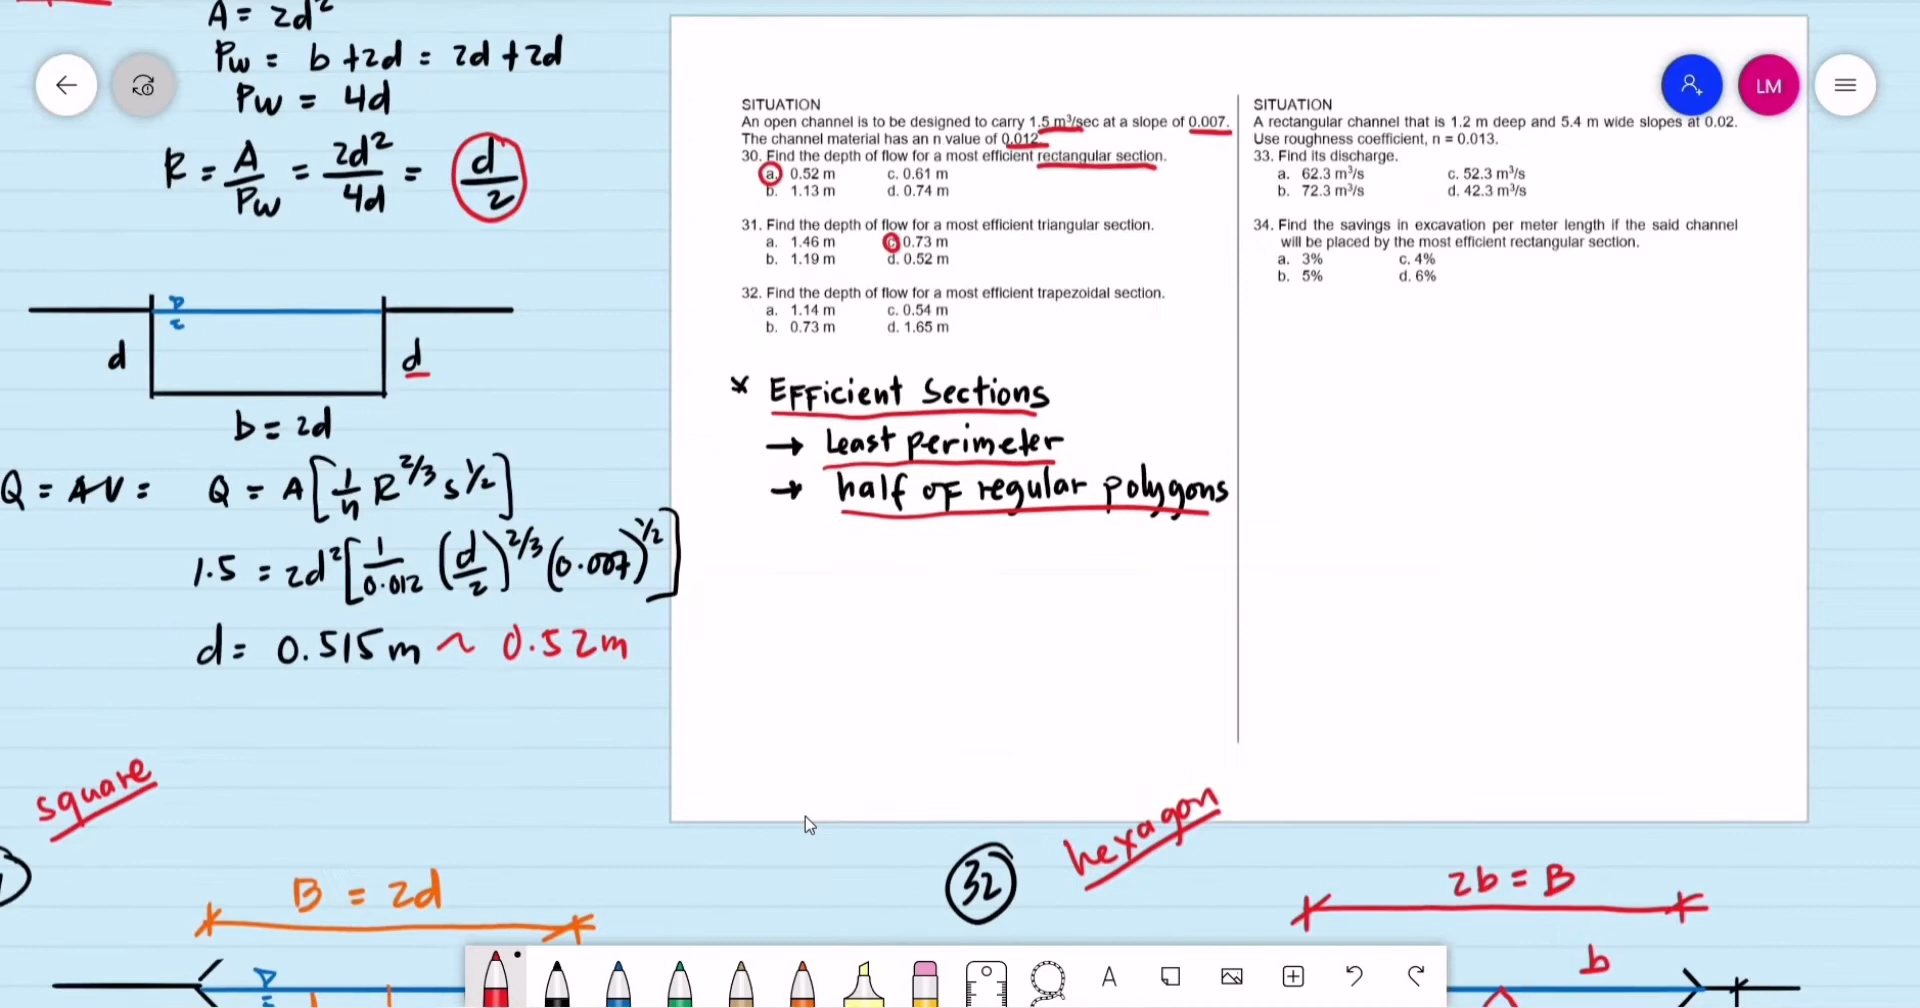 A = 2d²
Pw = b + 2d = 2d + 2d
Pw = 4d
R = A/Pw = 2d²/4d = d/2
d
d
b = 2d
Q = AV = Q = A[1/n R^2/3 S^1/2]
1.5 = 2d²[1/0.012 (d/2)^2/3 (0.007)^1/2]
d = 0.515m ~ 0.52m
LM
SITUATION
An open channel is to be designed to carry 1.5 m³/sec at a slope of 0.007.
The channel material has an n value of 0.012.
30. Find the depth of flow for a most efficient rectangular section.
a. 0.52 m c. 0.61 m
b. 1.13 m d. 0.74 m
31. Find the depth of flow for a most efficient triangular section.
a. 1.46 m c. 0.73 m
b. 1.19 m d. 0.52 m
32. Find the depth of flow for a most efficient trapezoidal section.
a. 1.14 m c. 0.54 m
b. 0.73 m d. 1.65 m
* Efficient Sections
→ Least perimeter
→ half of regular polygons
SITUATION
A rectangular channel that is 1.2 m deep and 5.4 m wide slopes at 0.02.
Use roughness coefficient, n = 0.013.
33. Find its discharge.
a. 62.3 m³/s c. 52.3 m³/s
b. 72.3 m³/s d. 42.3 m³/s
34. Find the savings in excavation per meter length if the said channel
will be placed by the most efficient rectangular section.
a. 3% c. 4%
b. 5% d. 6%
square
B = 2d
32
hexagon
2b = B
b
A